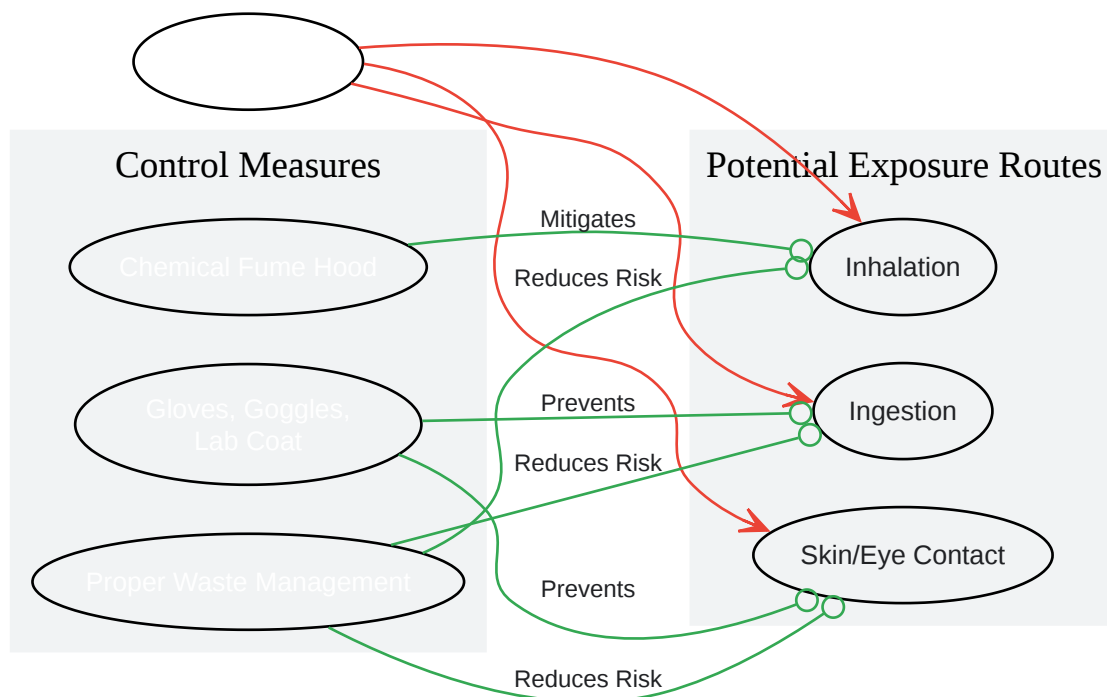 Control Measures
Potential Exposure Routes
Mitigates
Chemical Fume Hood
Inhalation
Reduces Risk
Gloves, Goggles,
Lab Coat
Prevents
Ingestion
Reduces Risk
Skin/Eye Contact
Proper Waste Management
Prevents
Reduces Risk